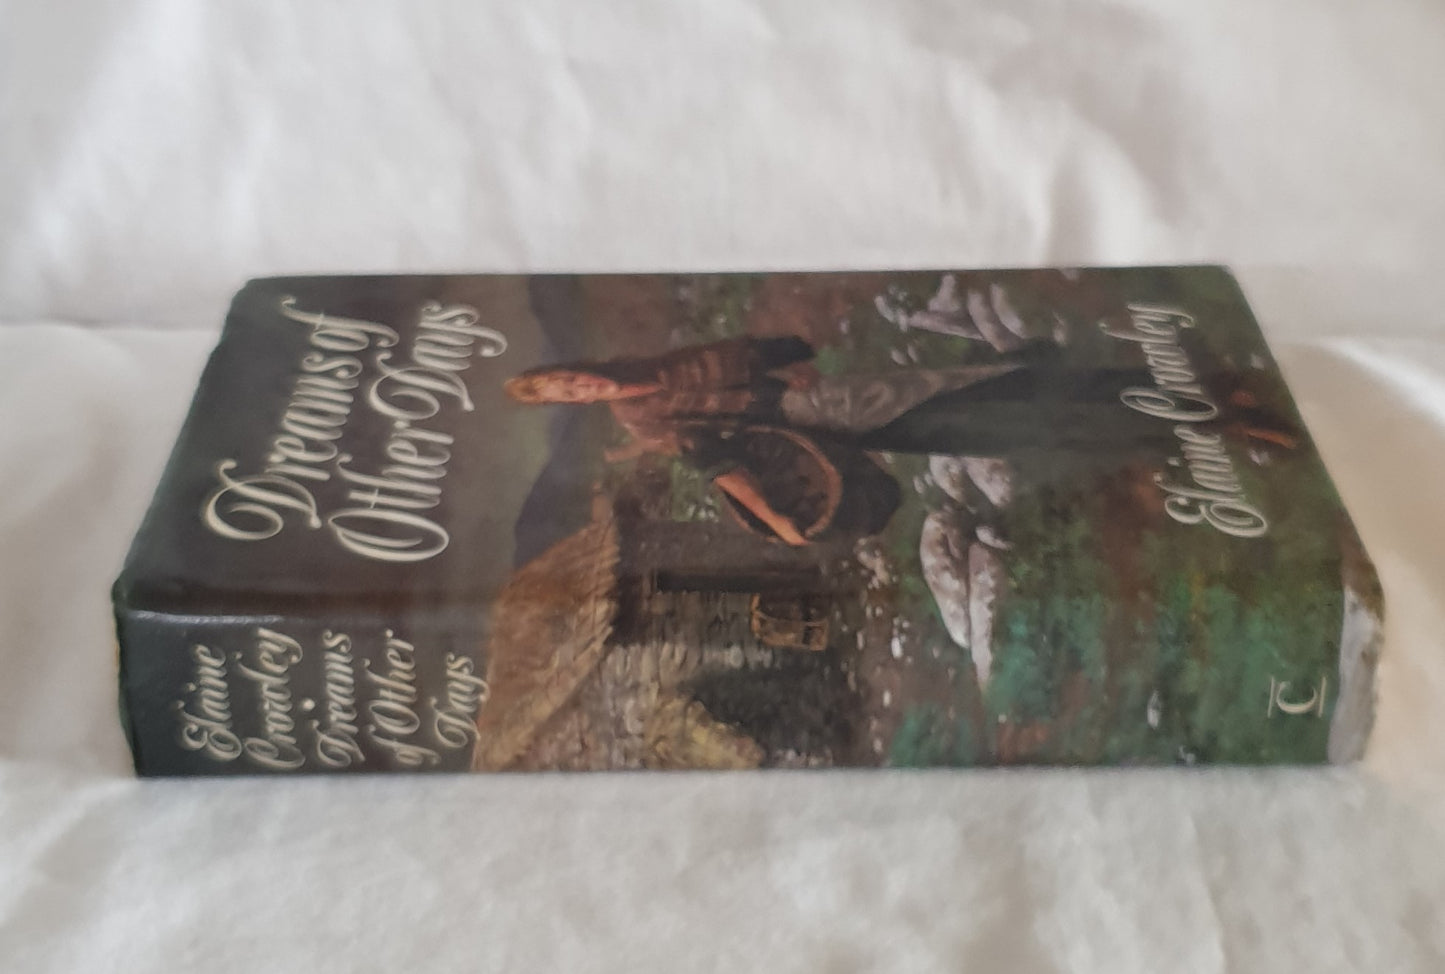 Dreams of
Other Days
Elaine Crowley
Elaine
Crowley
Dreams
of Other
Days
C